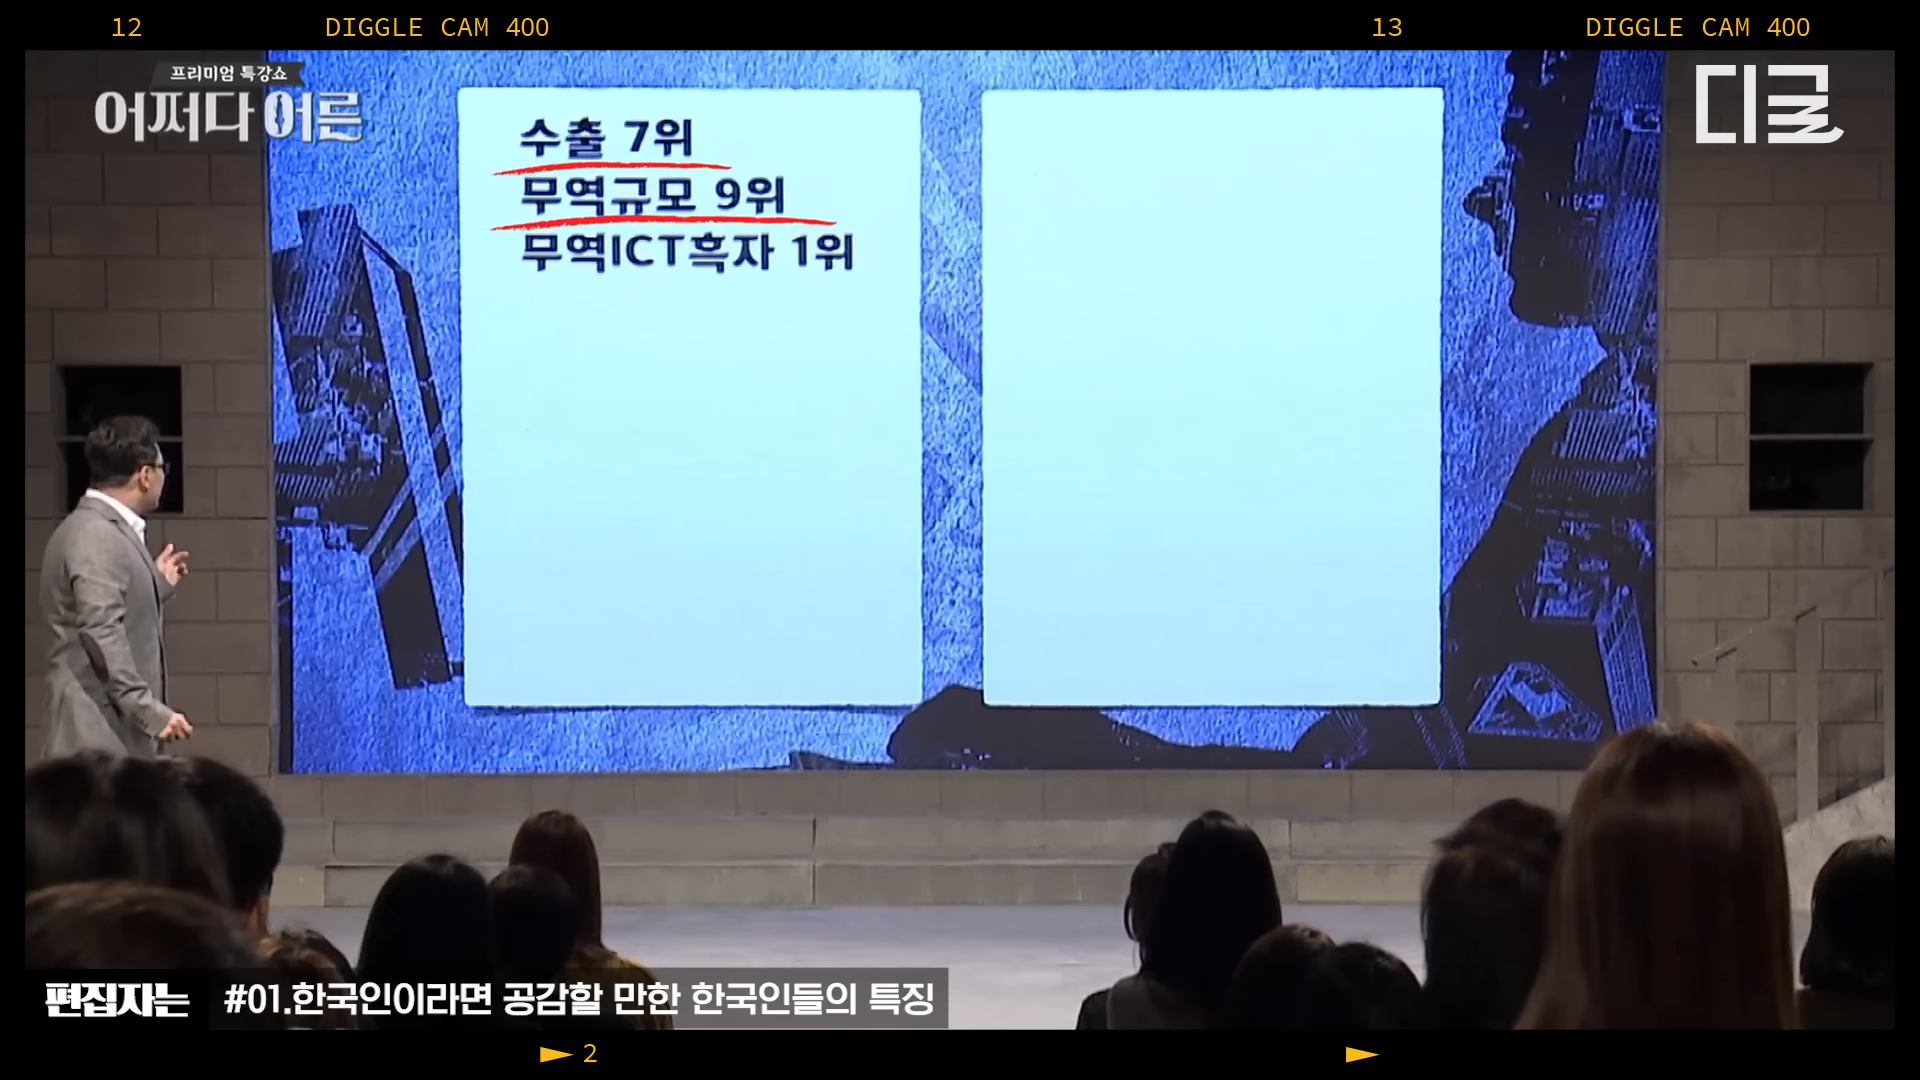 12 DIGGLE CAM 400 13 DIGGLE CAM 400
프리미엄 특강쇼
어쩌다 어른
디글
수출 7위
무역규모 9위
무역ICT흑자 1위
편집자는 #01.한국인이라면 공감할 만한 한국인들의 특징
2